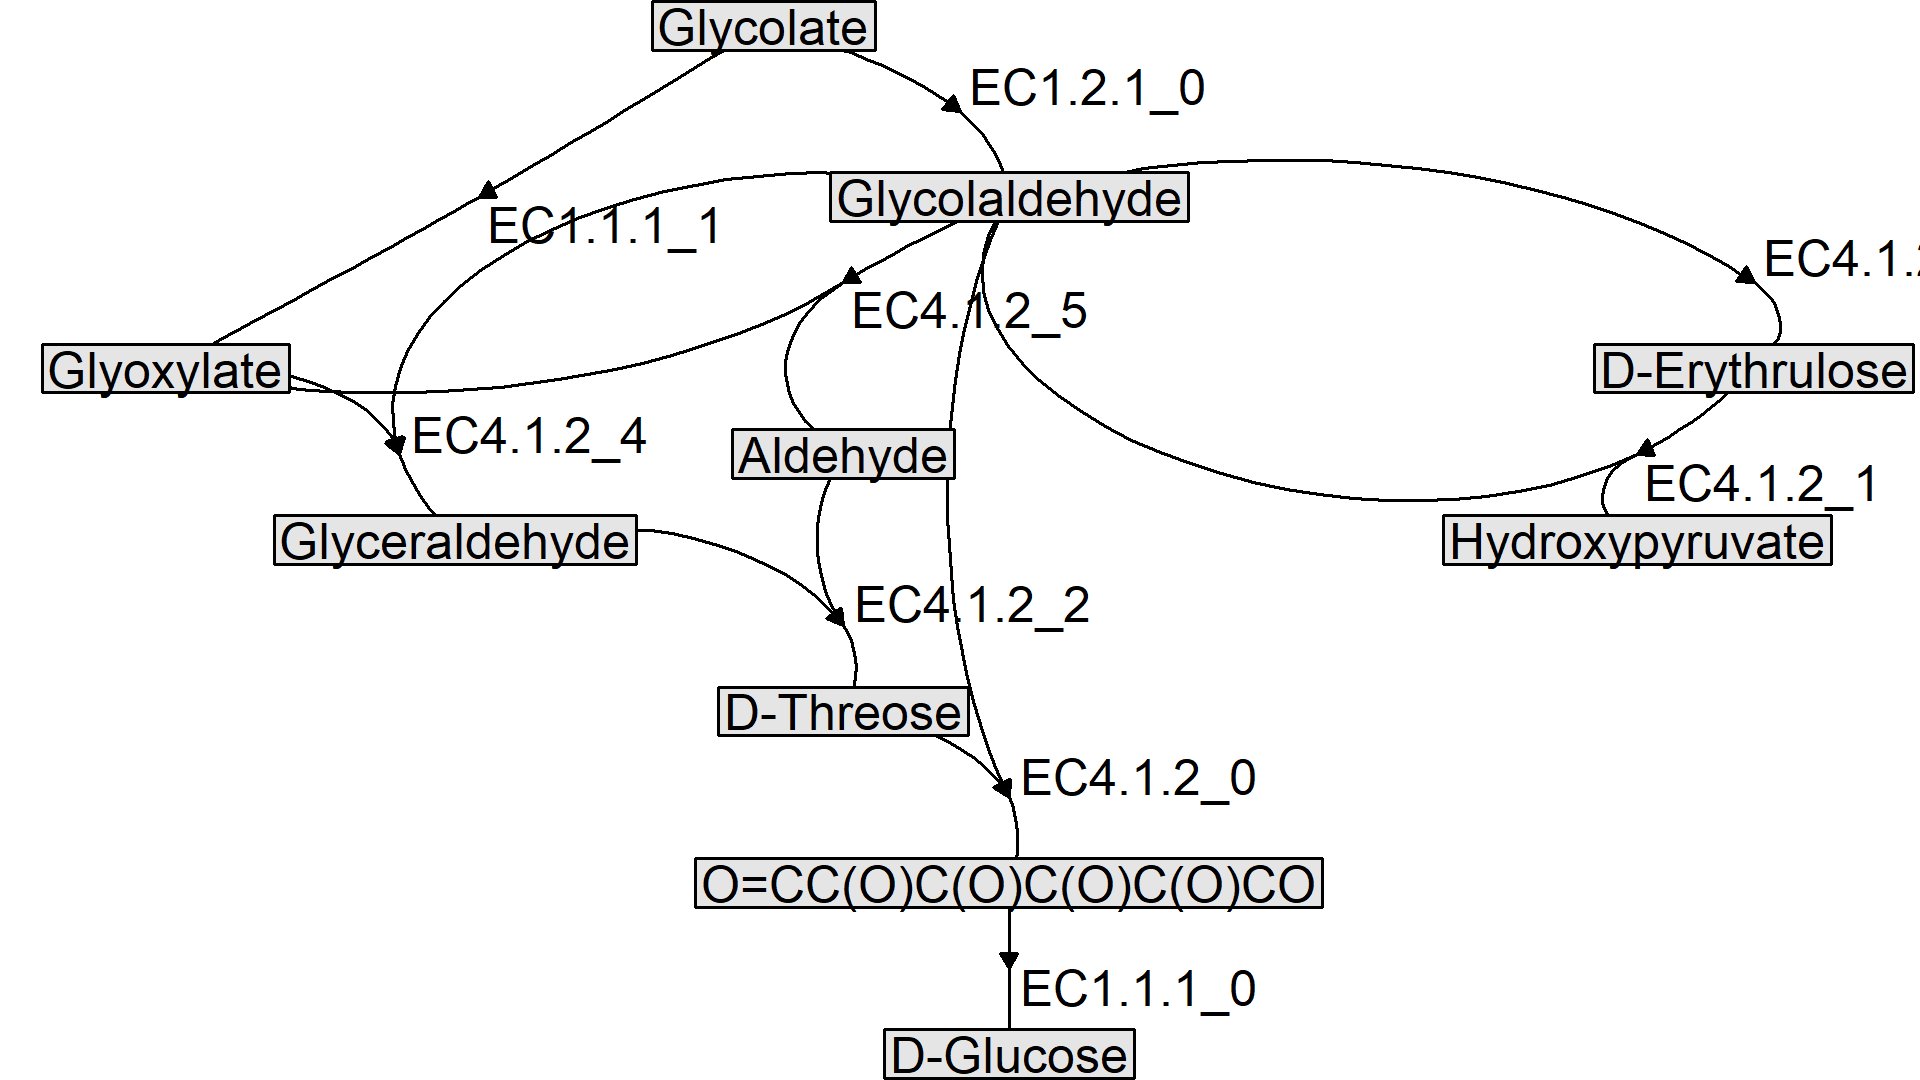 Glycolate
EC1.2.1_0
Glycolaldehyde
EC1.1.1_1
EC4.1.2
EC4.1.2_5
Glyoxylate
D-Erythrulose
EC4.1.2_4
Aldehyde
EC4.1.2_1
Glyceraldehyde
Hydroxypyruvate
EC4.1.2_2
D-Threose
EC4.1.2_0
O=CC(O)C(O)C(O)C(O)CO
EC1.1.1_0
D-Glucose